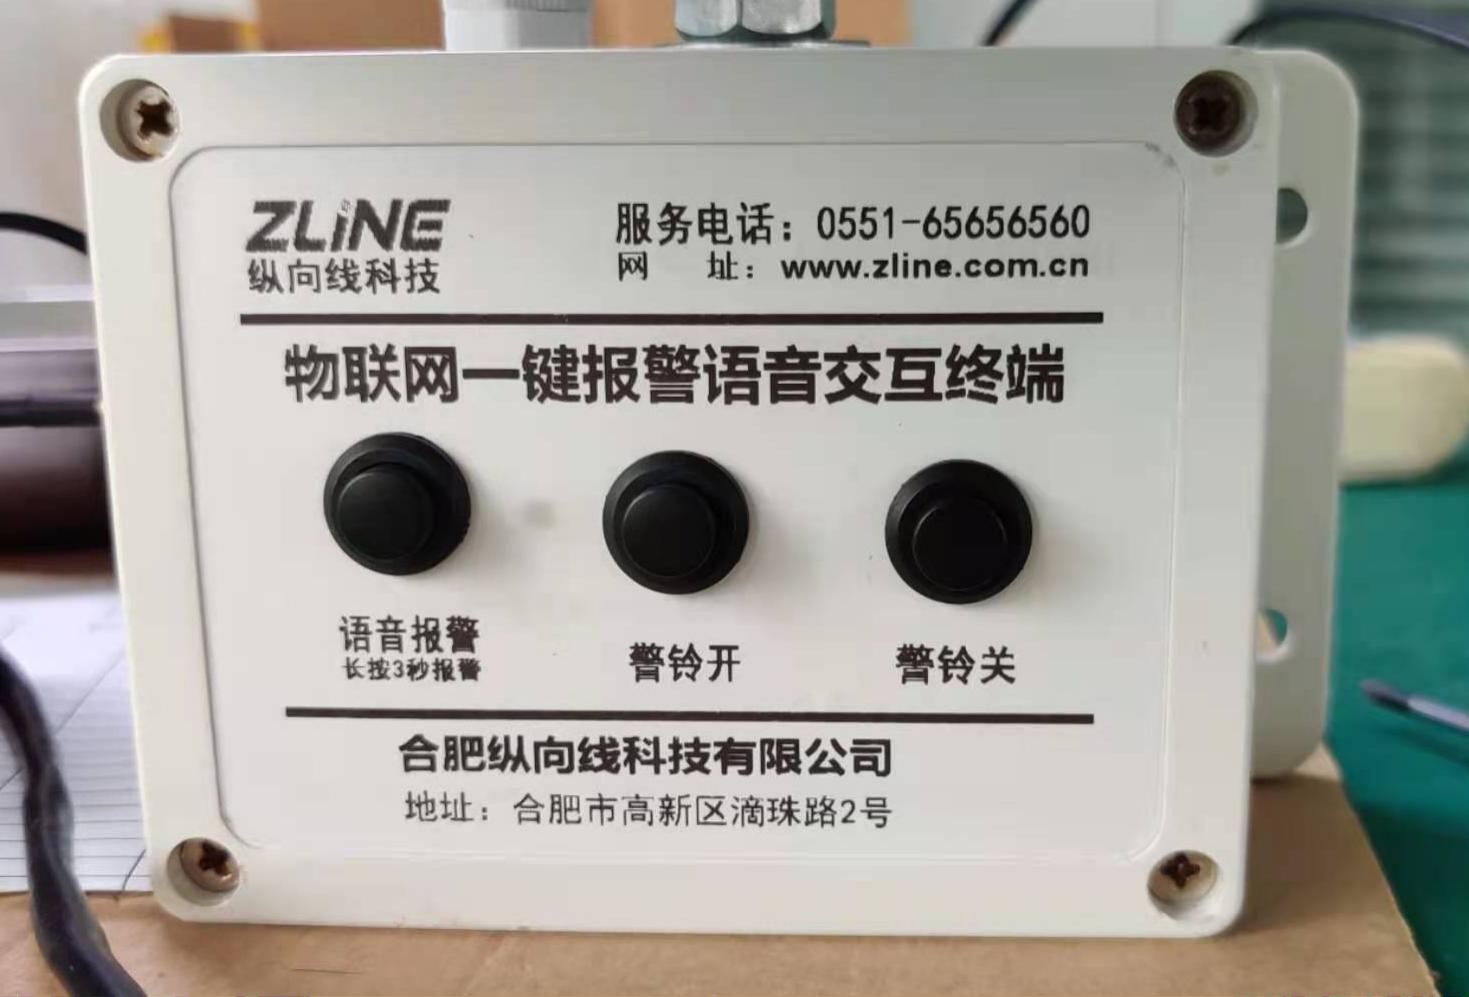 ZLiNE
纵向线科技
服务电话：0551-65656560
网 址：www.zline.com.cn
物联网一键报警语音交互终端
语音报警
长按3秒报警
警铃开
警铃关
合肥纵向线科技有限公司
地址：合肥市高新区滴珠路2号